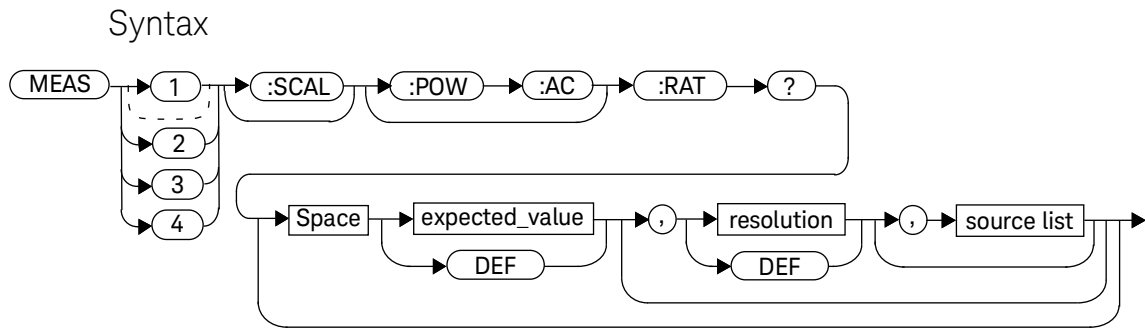 Syntax
MEAS 1 :SCAL :POW :AC :RAT ?
2
3
4
Space expected_value , resolution , source list
DEF DEF